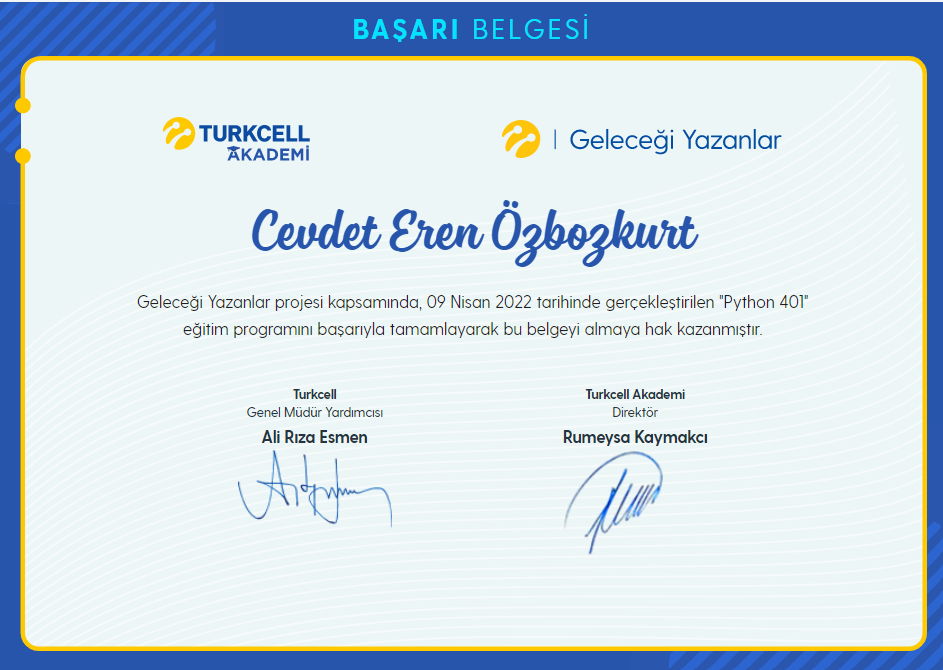 BAŞARI BELGESİ
TURKCELL
AKADEMİ
Geleceği Yazanlar
Cevdet Eren Özbozkurt
Geleceği Yazanlar projesi kapsamında, 09 Nisan 2022 tarihinde gerçekleştirilen "Python 401"
eğitim programını başarıyla tamamlayarak bu belgeyi almaya hak kazanmıştır.
Turkcell
Genel Müdür Yardımcısı
Ali Rıza Esmen
Turkcell Akademi
Direktör
Rumeysa Kaymakcı